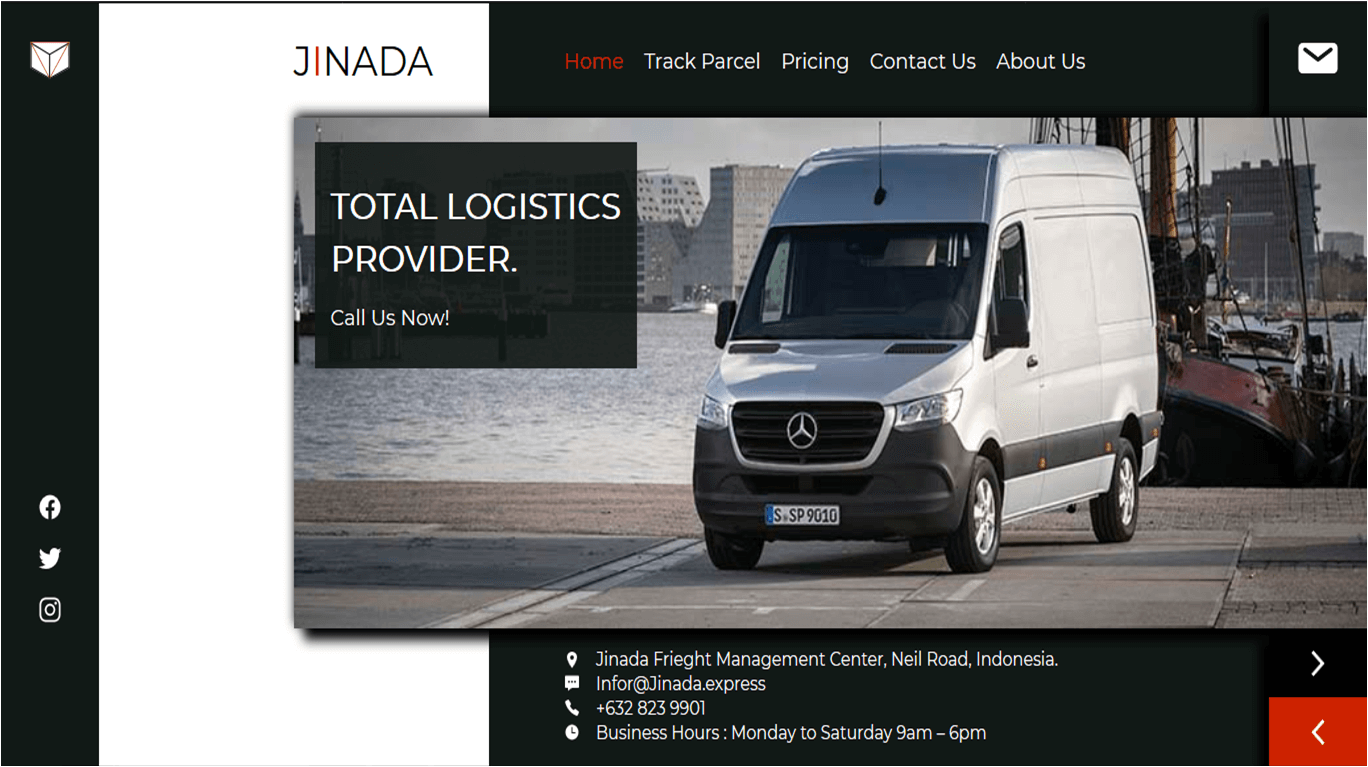 JINADA
Home Track Parcel Pricing Contact Us About Us
TOTAL LOGISTICS
PROVIDER.
Call Us Now!
S SP 9010
Jinada Frieght Management Center, Neil Road, Indonesia.
Infor@Jinada.express
+632 823 9901
Business Hours : Monday to Saturday 9am – 6pm